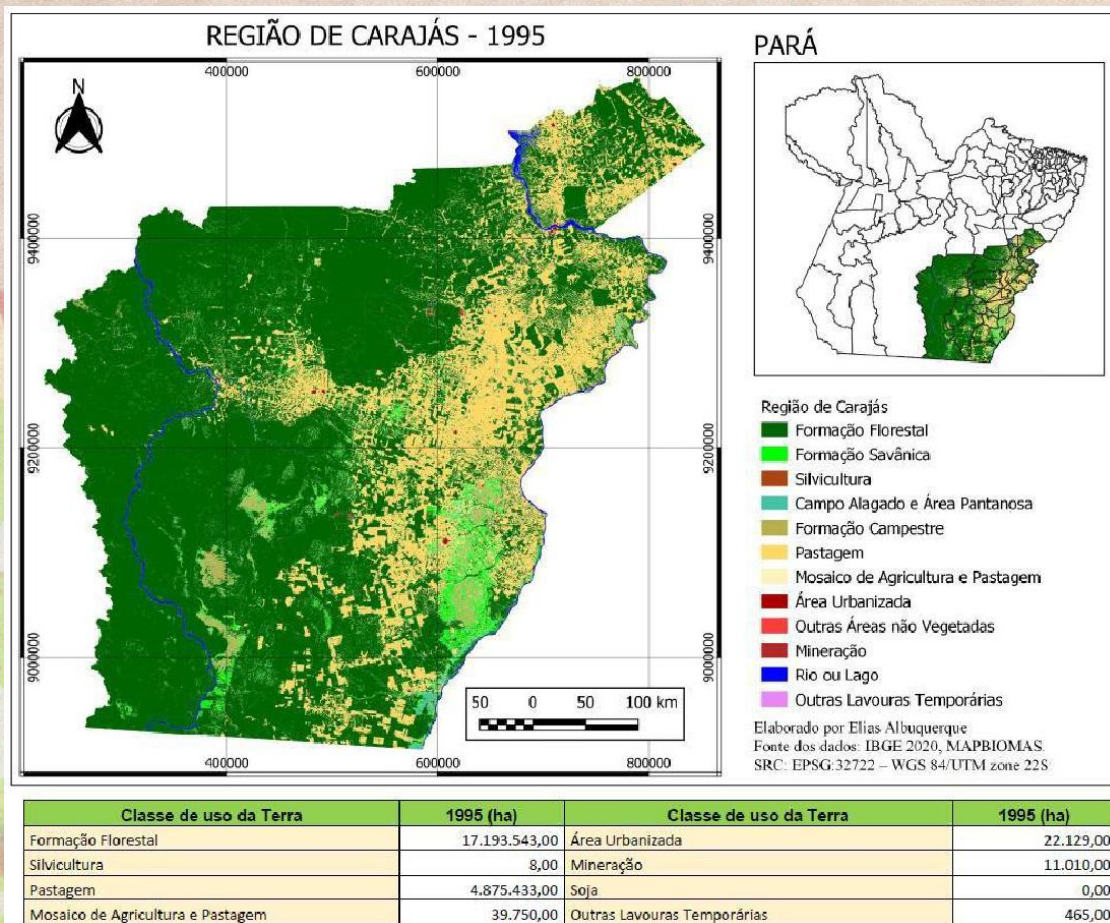 REGIÃO DE CARAJÁS - 1995
400000 600000 800000
N
9400000 9400000
9200000 9200000
9000000 9000000
50 0 50 100 km
400000 600000 800000
PARÁ
Região de Carajás
Formação Florestal
Formação Savânica
Silvicultura
Campo Alagado e Área Pantanosa
Formação Campestre
Pastagem
Mosaico de Agricultura e Pastagem
Área Urbanizada
Outras Áreas não Vegetadas
Mineração
Rio ou Lago
Outras Lavouras Temporárias
Elaborado por Elias Albuquerque
Fonte dos dados: IBGE 2020, MAPBIOMAS.
SRC: EPSG:32722 – WGS 84/UTM zone 22S
Classe de uso da Terra 1995 (ha) Classe de uso da Terra 1995 (ha)
Formação Florestal 17.193.543,00 Área Urbanizada 22.129,00
Silvicultura 8,00 Mineração 11.010,00
Pastagem 4.875.433,00 Soja 0,00
Mosaico de Agricultura e Pastagem 39.750,00 Outras Lavouras Temporárias 465,00